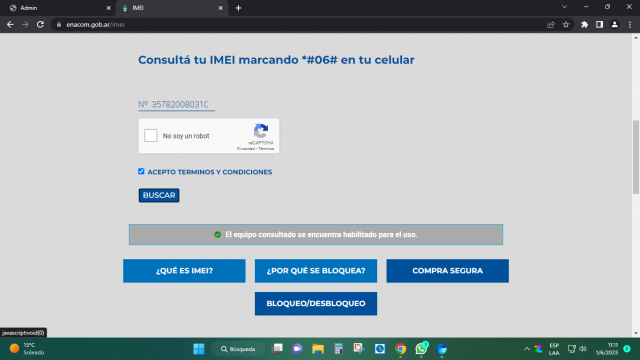 Admin
IMEI
enacom.gob.ar/imei
Consultá tu IMEI marcando *#06# en tu celular
Nº 35782008031(
No soy un robot
reCAPTCHA
Privacidad - Términos
ACEPTO TERMINOS Y CONDICIONES
BUSCAR
El equipo consultado se encuentra habilitado para el uso.
¿QUÉ ES IMEI?
¿POR QUÉ SE BLOQUEA?
COMPRA SEGURA
BLOQUEO/DESBLOQUEO
javascript:void(0)
15°C
Soleado
Búsqueda
ESP
LAA
11:11
1/6/2023